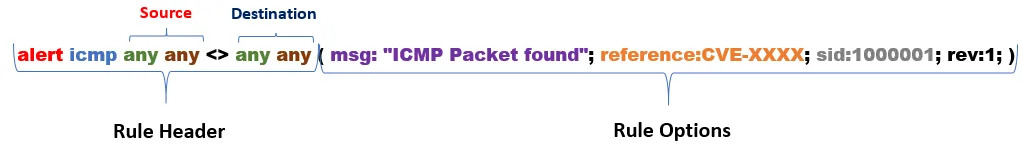 Source Destination
alert icmp any any <> any any ( msg: "ICMP Packet found"; reference:CVE-XXXX; sid:1000001; rev:1; )
Rule Header Rule Options